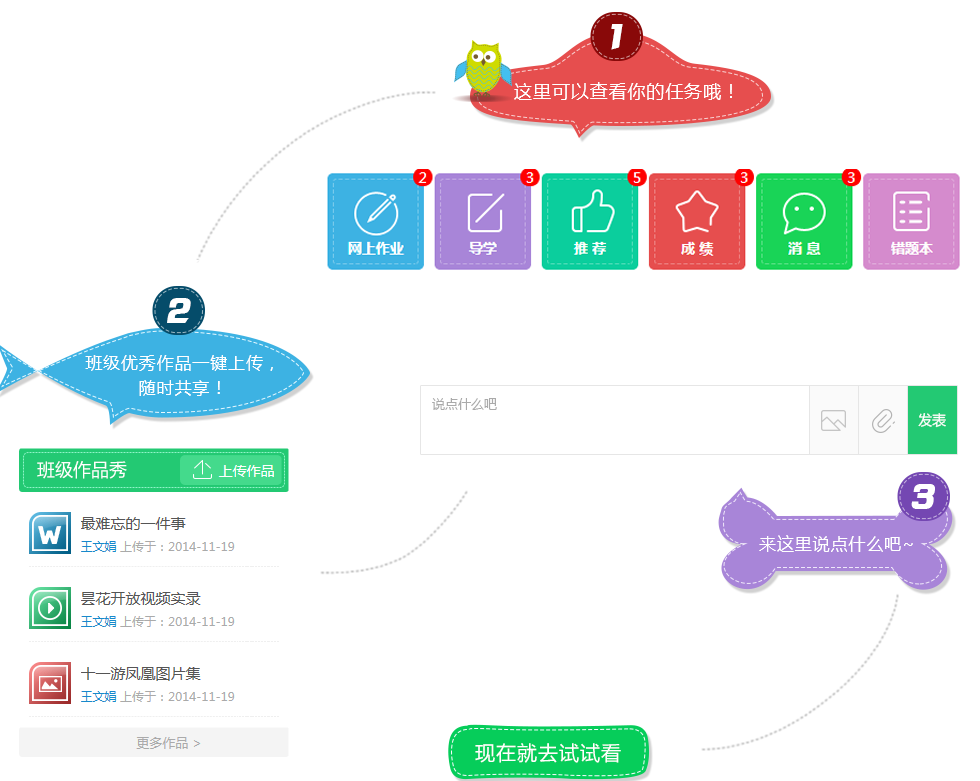 1
这里可以查看你的任务哦！
2 3 5 3 3
网上作业 导学 推荐 成绩 消息 错题本
2
班级优秀作品一键上传，
随时共享！
说点什么吧 发表
班级作品秀 上传作品
3
来这里说点什么吧~
W
最难忘的一件事
王文娟 上传于：2014-11-19
昙花开放视频实录
王文娟 上传于：2014-11-19
十一游凤凰图片集
王文娟 上传于：2014-11-19
更多作品 >
现在就去试试看